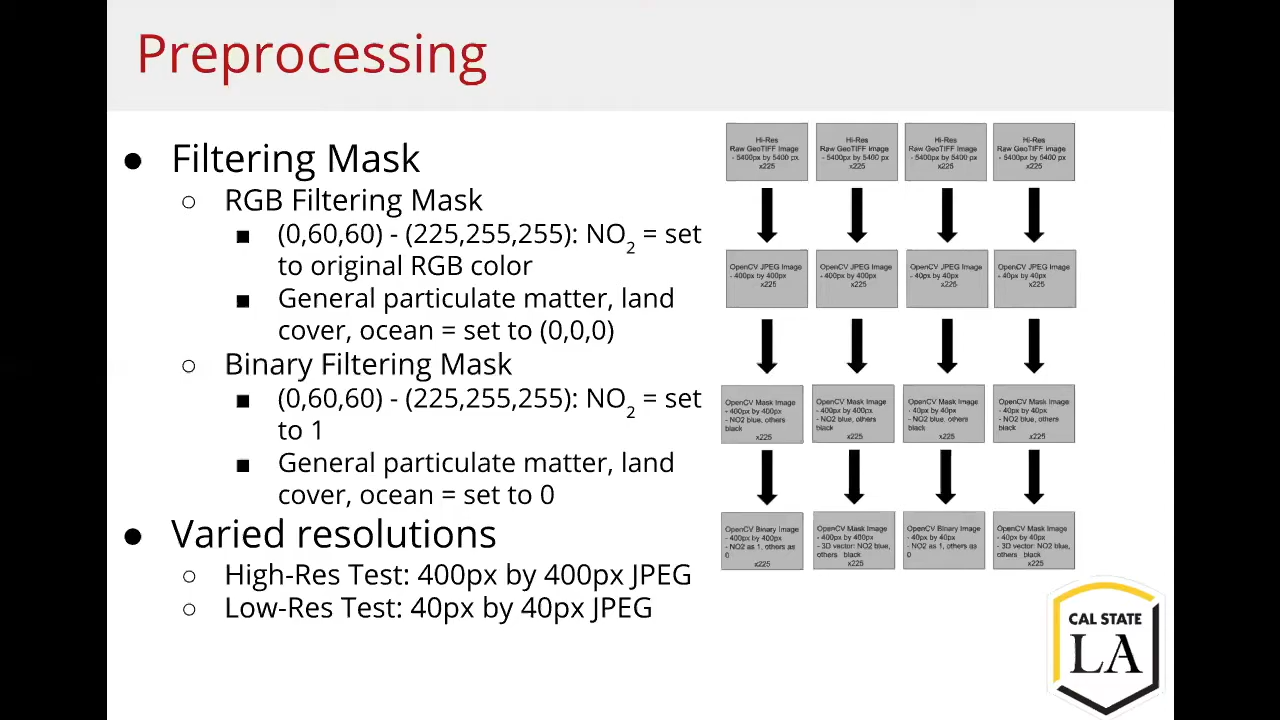 Preprocessing
● Filtering Mask
○ RGB Filtering Mask
■ (0,60,60) - (225,255,255): NO2 = set
to original RGB color
■ General particulate matter, land
cover, ocean = set to (0,0,0)
○ Binary Filtering Mask
■ (0,60,60) - (225,255,255): NO2 = set
to 1
■ General particulate matter, land
cover, ocean = set to 0
● Varied resolutions
○ High-Res Test: 400px by 400px JPEG
○ Low-Res Test: 40px by 40px JPEG
Hi-Res
Raw GeoTIFF Image
- 5400px by 5400 px
x225
Hi-Res
Raw GeoTIFF image
- 5400px by 5400 px
x225
Hi-Res
Raw GeoTIFF Image
- 5400px by 5400 px
x225
Hi-Res
Raw GeoTIFF Image
- 5400px by 5400 px
x225
OpenCV JPEG Image
- 400px by 400px
x225
OpenCV JPEG Image
- 400px by 400px
x225
OpenCV JPEG Image
- 40px by 40px
x225
OpenCV JPEG Image
- 40px by 40px
x225
OpenCV Mask Image
- 400px by 400px
- NO2 blue, others
black
x225
OpenCV Mask Image
- 400px by 400px
- NO2 blue, others
black
x225
OpenCV Mask Image
- 40px by 40px
- NO2 blue, others
black
x225
OpenCV Mask Image
- 40px by 40px
- NO2 blue, others
black
x225
OpenCV Binary Image
- 400px by 400px
- NO2 as 1, others as
0
x225
OpenCV Mask Image
- 400px by 400px
- 3D vector: NO2 blue,
others black
x225
OpenCV Binary Image
- 40px by 40px
- NO2 as 1, others as
0
x225
OpenCV Mask Image
- 40px by 40px
- 3D vector: NO2 blue,
others black
x225
CAL STATE
LA